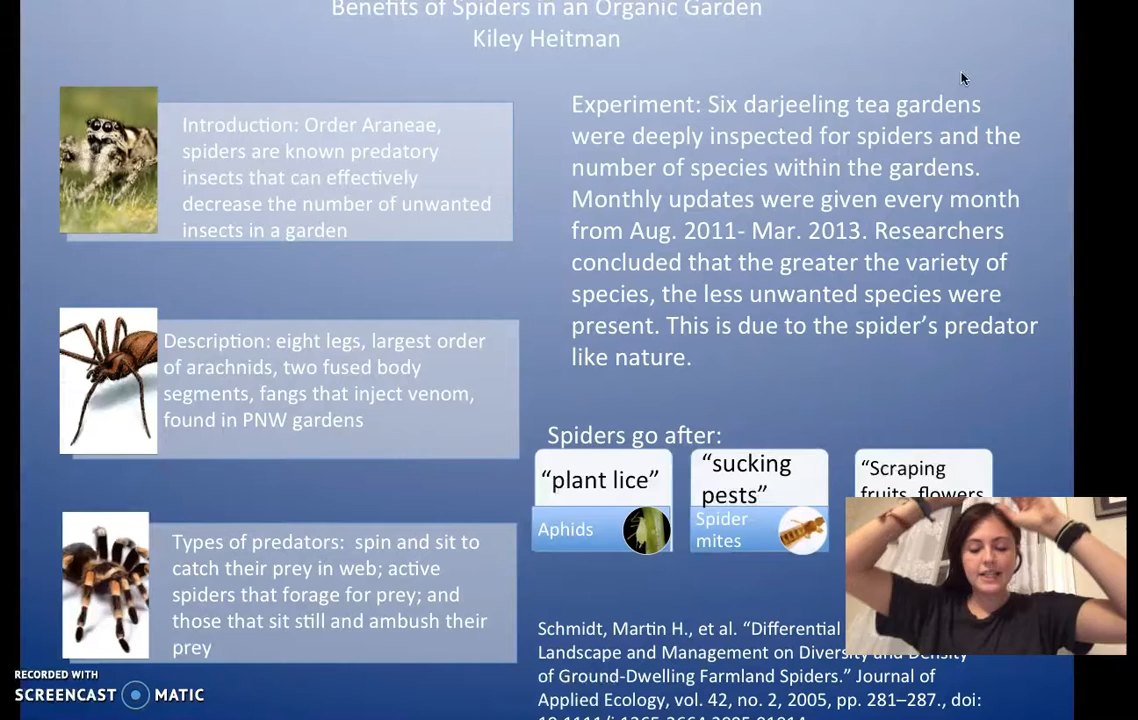 Benefits of Spiders in an Organic Garden
Kiley Heitman
Introduction: Order Araneae,
spiders are known predatory
insects that can effectively
decrease the number of unwanted
insects in a garden
Description: eight legs, largest order
of arachnids, two fused body
segments, fangs that inject venom,
found in PNW gardens
Types of predators:  spin and sit to
catch their prey in web; active
spiders that forage for prey; and
those that sit still and ambush their
prey
Experiment: Six darjeeling tea gardens
were deeply inspected for spiders and the
number of species within the gardens.
Monthly updates were given every month
from Aug. 2011- Mar. 2013. Researchers
concluded that the greater the variety of
species, the less unwanted species were
present. This is due to the spider's predator
like nature.
Spiders go after:
“plant lice”
Aphids
“sucking
pests”
Spider
mites
“Scraping
fruits, flowers
Schmidt, Martin H., et al. “Differential
Landscape and Management on Diversity and Density
of Ground-Dwelling Farmland Spiders.” Journal of
Applied Ecology, vol. 42, no. 2, 2005, pp. 281–287., doi:
RECORDED WITH
SCREENCAST MATIC